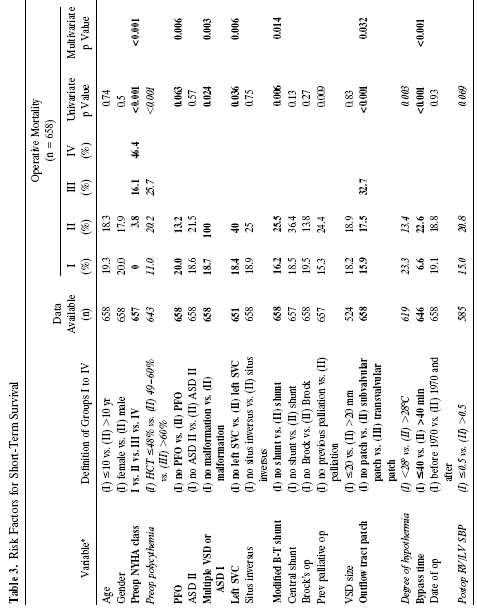 Table 3. Risk Factors for Short-Term Survival
Operative Mortality
(n = 658)
Data
Available
(n)
Variable* Definition of Groups I to IV I (%) II (%) III (%) IV (%) Univariate p Value Multivariate p Value
Age (I) ≤10 vs. (II) >10 yr 658 19.3 18.3 0.74
Gender (I) female vs. (II) male 658 20.0 17.9 0.5
Preop NYHA class I vs. II vs. III vs. IV 657 0 3.8 16.1 46.4 <0.001 <0.001
Preop polycythemia (I) HCT ≤48% vs. (II) 49–60% 643 11.0 20.2 25.7 <0.001
vs. (III) >60%
PFO (I) no PFO vs. (II) PFO 658 20.0 13.2 0.063 0.006
ASD II (I) no ASD II vs. (II) ASD II 658 18.6 21.5 0.57
Multiple VSD or (I) no malformation vs. (II) 658 18.7 100 0.024 0.003
ASD I malformation
Left SVC (I) no left SVC vs. (II) left SVC 651 18.4 40 0.036 0.006
Situs inversus (I) no situs inversus vs. (II) situs 658 18.9 25 0.75
inversus
Modified B-T shunt (I) no shunt vs. (II) shunt 658 16.2 25.5 0.006 0.014
Central shunt (I) no shunt vs. (II) shunt 657 18.5 36.4 0.13
Brock's op (I) no Brock vs. (II) Brock 658 19.5 13.8 0.27
Prev palliative op (I) no previous palliation vs. (II) 657 15.3 24.4 0.009
palliation
VSD size (I) ≤20 vs. (II) >20 mm 524 18.2 18.9 0.83
Outflow tract patch (I) no patch vs. (II) subvalvular 658 15.9 17.5 32.7 <0.001 0.032
patch vs. (III) transvalvular
patch
Degree of hypothermia (I) <28° vs. (II) >28°C 619 23.3 13.4 0.003
Bypass time (I) ≤40 vs. (II) >40 min 646 6.6 22.6 <0.001 <0.001
Date of op (I) before 1970 vs. (II) 1970 and 658 19.1 18.8 0.93
after
Postop RV/LV SBP (I) ≤0.5 vs. (II) >0.5 585 15.0 20.8 0.069